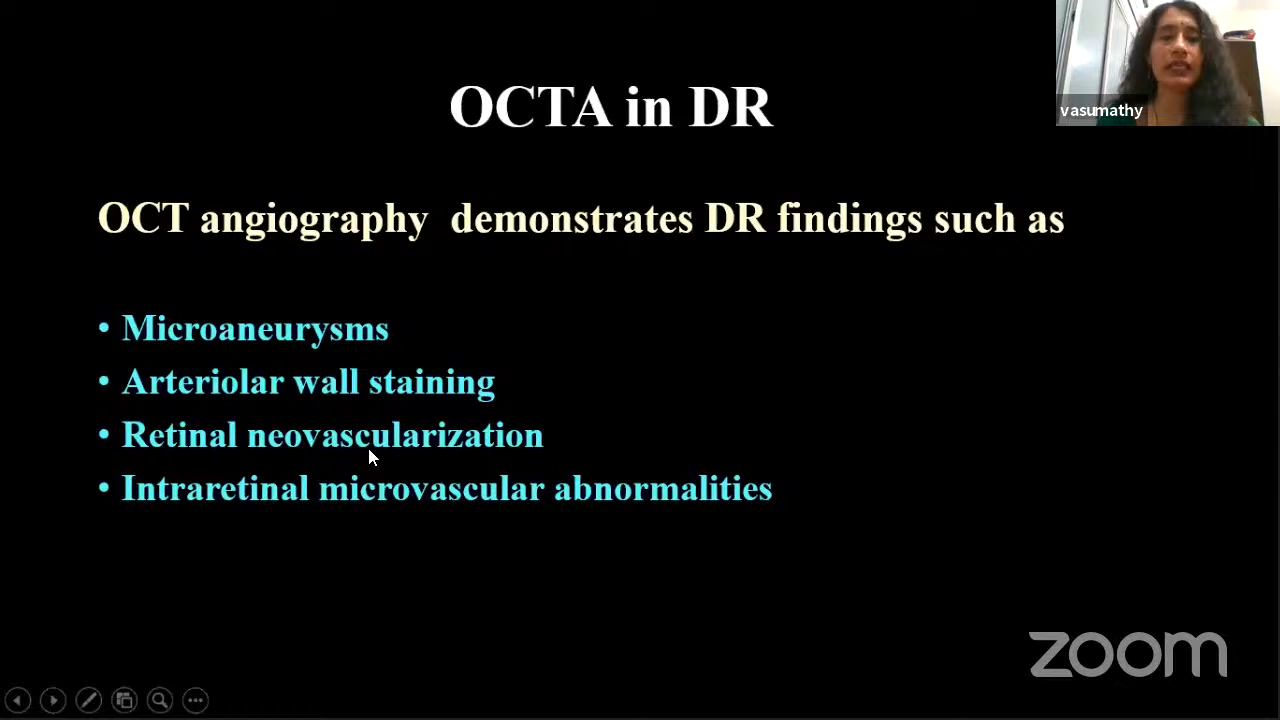 OCTA in DR
vasumathy
OCT angiography demonstrates DR findings such as
• Microaneurysms
• Arteriolar wall staining
• Retinal neovascularization
• Intraretinal microvascular abnormalities
zoom